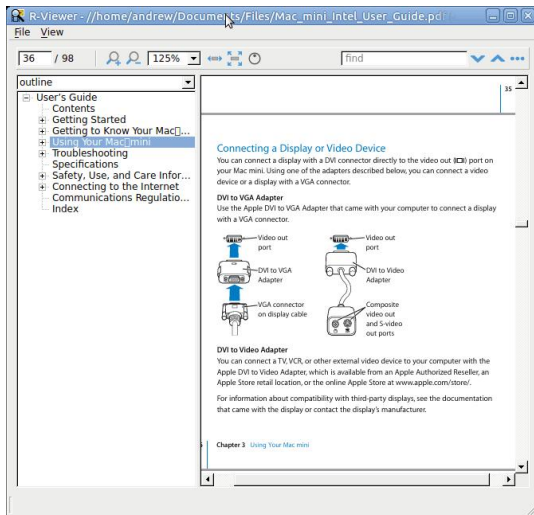 R-Viewer - //home/andrew/Documents/Files/Mac_mini_Intel_User_Guide.pdf
File View
36 / 98 125% find
outline
User's Guide
Contents
Getting Started
Getting to Know Your Mac▯...
Using Your Mac▯mini
Troubleshooting
Specifications
Safety, Use, and Care Infor...
Connecting to the Internet
Communications Regulatio...
Index
35
Connecting a Display or Video Device
You can connect a display with a DVI connector directly to the video out port on
your Mac mini. Using one of the adapters described below, you can connect a video
device or a display with a VGA connector.
DVI to VGA Adapter
Use the Apple DVI to VGA Adapter that came with your computer to connect a display
with a VGA connector.
Video out
port
DVI to VGA
Adapter
VGA connector
on display cable
Video out
port
DVI to Video
Adapter
Composite
video out
and S-video
out ports
DVI to Video Adapter
You can connect a TV, VCR, or other external video device to your computer with the
Apple DVI to Video Adapter, which is available from an Apple Authorized Reseller, an
Apple Store retail location, or the online Apple Store at www.apple.com/store/.
For information about compatibility with third-party displays, see the documentation
that came with the display or contact the display's manufacturer.
Chapter 3 Using Your Mac mini